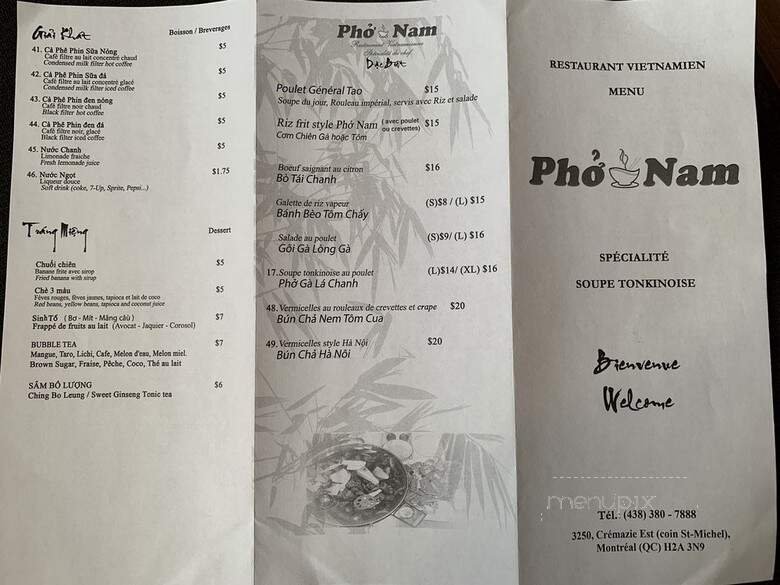 Giải Khát
Boisson / Breverages
41. Cà Phê Phin Sữa Nóng $5
Café filtre au lait concentré chaud
Condensed milk filter hot coffee
42. Cà Phê Phin Sữa đá $5
Café filtre au lait concentré glacé
Condensed milk filter iced coffee
43. Cà Phê Phin đen nóng $5
Café filtre noir chaud
Black filter hot coffee
44. Cà Phê Phin đen đá $5
Café filtre noir, glacé
Black filter iced coffee
45. Nước Chanh $5
Limonade fraiche
Fresh lemonade juice
46. Nước Ngọt $1.75
Liqueur douce
Soft drink (coke, 7-Up, Sprite, Pepsi...)
Tráng Miệng
Dessert
Chuối chiên $5
Banane frite avec sirop
Fried banana with sirup
Chè 3 màu $5
Fèves rouges, fèves jaunes, tapioca et lait de coco
Red beans, yellow beans, tapioca and coconut juice
SinhTố ( Bơ - Mít - Mãng cầu ) $7
Frappé de fruits au lait (Avocat - Jaquier - Corosol)
BUBBLE TEA $7
Mangue, Taro, Lichi, Cafe, Melon d'eau, Melon miel.
Brown Sugar, Fraise, Pêche, Coco, Thé au lait
SÂM BỔ LƯỢNG $6
Ching Bo Leung / Sweet Ginseng Tonic tea
Phở Nam
Restaurant Vietnamienne
Spécialité du chef
Đặc Biệt
Poulet Général Tao $15
Soupe du jour, Rouleau impérial, servis avec Riz et salade
Riz frit style Phở Nam ( avec poulet ou crevettes) $15
Cơm Chiên Gà hoặc Tôm
Boeuf saignant au citron $16
Bò Tái Chanh
Galette de riz vapeur (S)$8 / (L) $15
Bánh Bèo Tôm Chấy
Salade au poulet (S)$9/ (L) $16
Gỏi Gà Lòng Gà
17.Soupe tonkinoise au poulet (L)$14/ (XL) $16
Phở Gà Lá Chanh
48. Vermicelles au rouleaux de crevettes et crape $20
Bún Chả Nem Tôm Cua
49. Vermicelles style Hà Nội $20
Bún Chả Hà Nội
RESTAURANT VIETNAMIEN
MENU
Phở Nam
SPÉCIALITÉ
SOUPE TONKINOISE
Bienvenue
Welcome
menupix
Tél.: (438) 380 - 7888
3250, Crémazie Est (coin St-Michel),
Montréal (QC) H2A 3N9